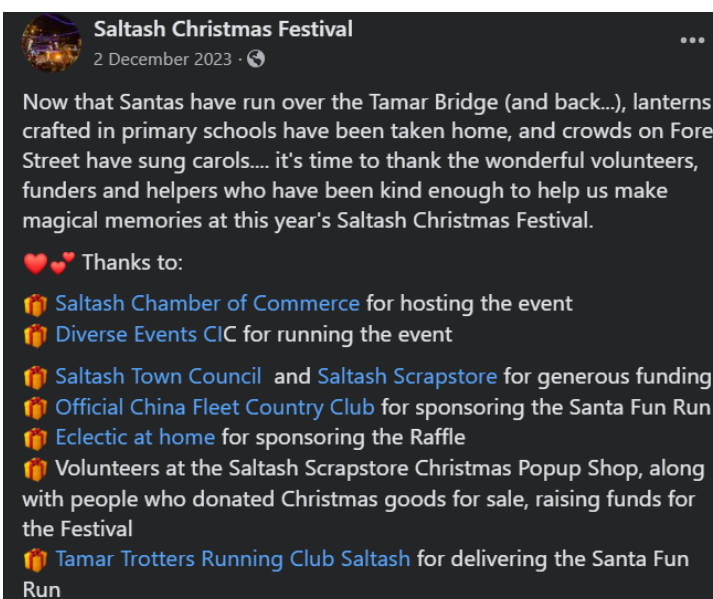 Saltash Christmas Festival
2 December 2023 ·
Now that Santas have run over the Tamar Bridge (and back...), lanterns
crafted in primary schools have been taken home, and crowds on Fore
Street have sung carols.... it's time to thank the wonderful volunteers,
funders and helpers who have been kind enough to help us make
magical memories at this year's Saltash Christmas Festival.
❤️💕 Thanks to:
🎁 Saltash Chamber of Commerce for hosting the event
🎁 Diverse Events CIC for running the event
🎁 Saltash Town Council and Saltash Scrapstore for generous funding
🎁 Official China Fleet Country Club for sponsoring the Santa Fun Run
🎁 Eclectic at home for sponsoring the Raffle
🎁 Volunteers at the Saltash Scrapstore Christmas Popup Shop, along
with people who donated Christmas goods for sale, raising funds for
the Festival
🎁 Tamar Trotters Running Club Saltash for delivering the Santa Fun
Run